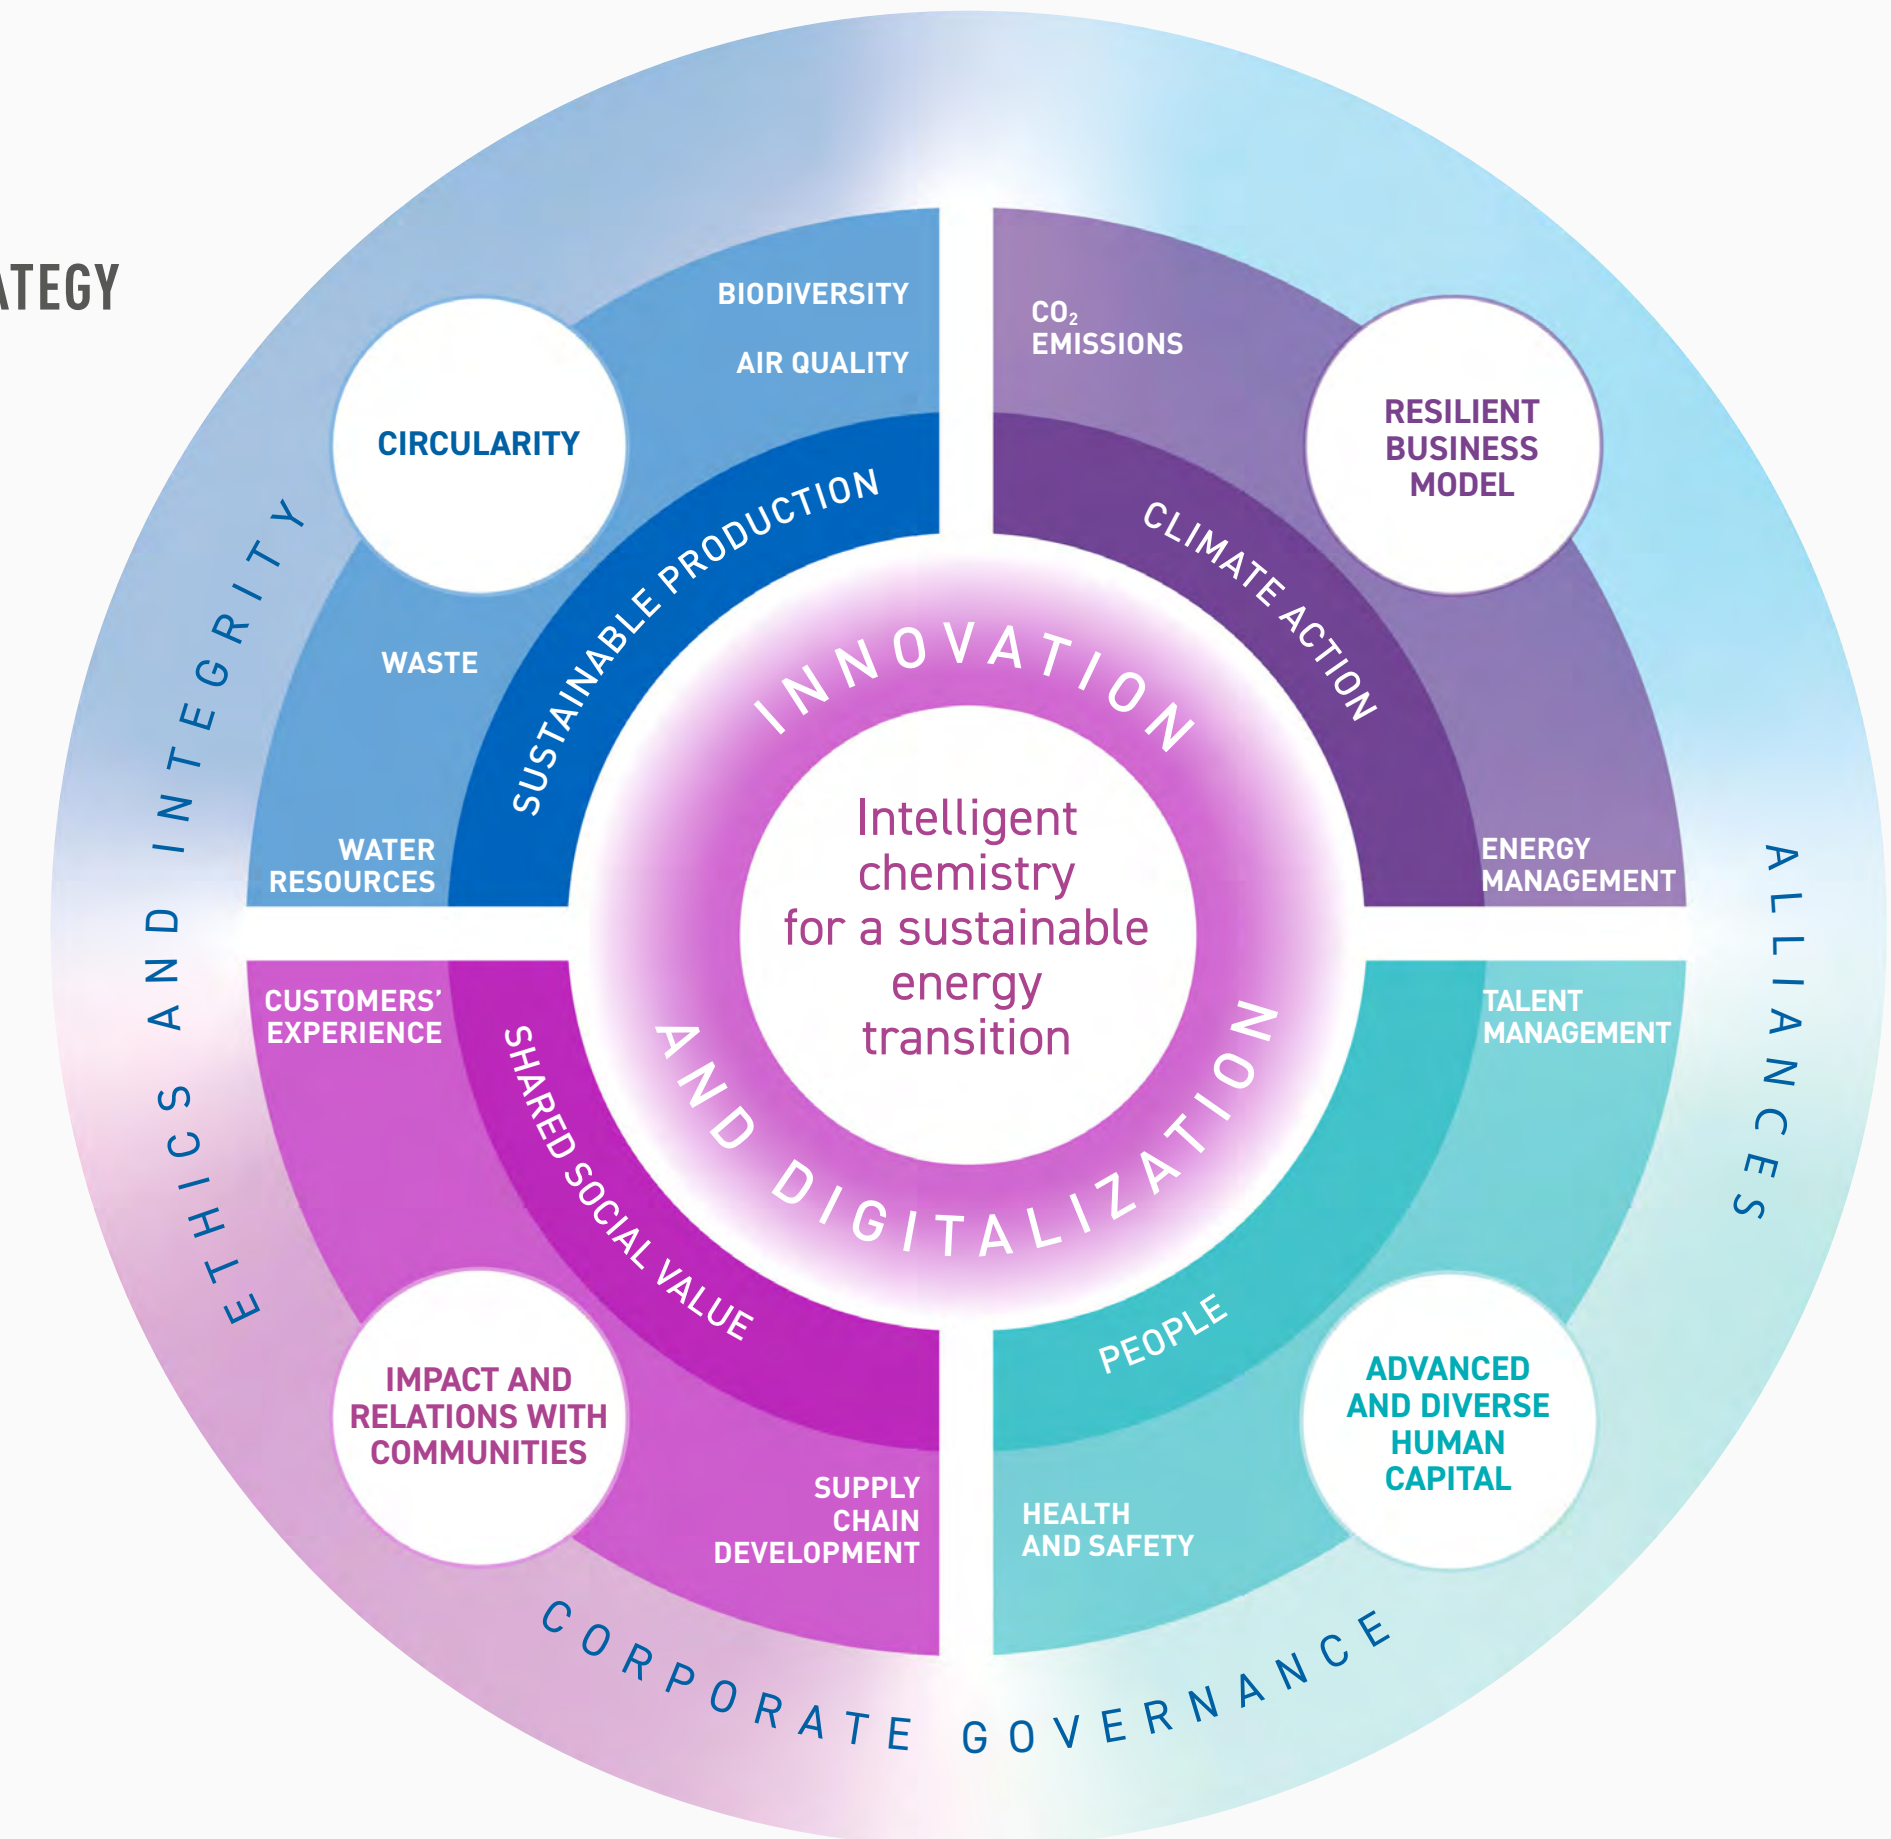 ATEGY
BIODIVERSITY
AIR QUALITY
CIRCULARITY
WASTE
WATER
RESOURCES
SUSTAINABLE PRODUCTION
CO₂
EMISSIONS
RESILIENT
BUSINESS
MODEL
CLIMATE ACTION
ENERGY
MANAGEMENT
INNOVATION
AND DIGITALIZATION
Intelligent
chemistry
for a sustainable
energy
transition
CUSTOMERS'
EXPERIENCE
SHARED SOCIAL VALUE
IMPACT AND
RELATIONS WITH
COMMUNITIES
SUPPLY
CHAIN
DEVELOPMENT
TALENT
MANAGEMENT
PEOPLE
ADVANCED
AND DIVERSE
HUMAN
CAPITAL
HEALTH
AND SAFETY
ETHICS AND INTEGRITY
CORPORATE GOVERNANCE
ALLIANCES